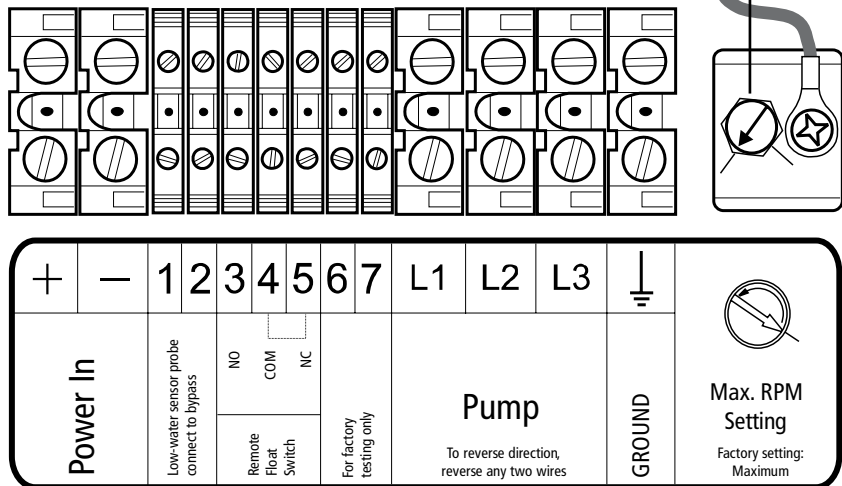 + − 1 2 3 4 5 6 7 L1 L2 L3
Power In
Low-water sensor probe
connect to bypass
NO
COM
NC
Remote
Float
Switch
For factory
testing only
Pump
To reverse direction,
reverse any two wires
GROUND
Max. RPM
Setting
Factory setting:
Maximum